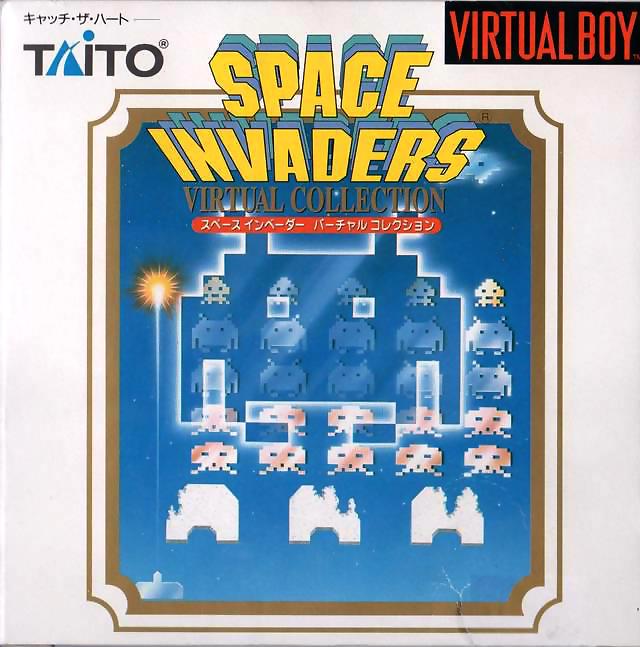 キャッチ・ザ・ハート
TAITO®
VIRTUAL BOY™
SPACE
INVADERS®
VIRTUAL COLLECTION
スペース インベーダー バーチャル コレクション